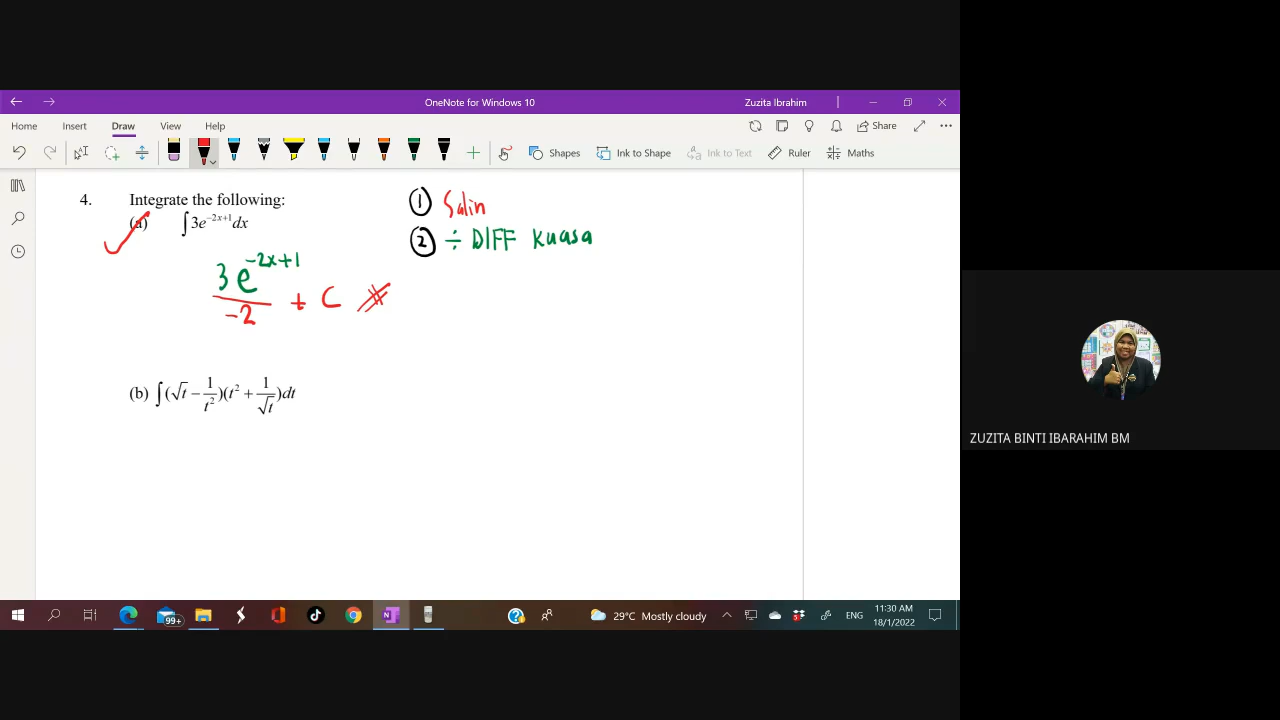 OneNote for Windows 10
Zuzita Ibrahim
Home Insert Draw View Help
Share
Shapes Ink to Shape Ink to Text Ruler Maths
4. Integrate the following:
(a) ∫3e^{-2x+1}dx
3e^{-2x+1}/-2 + C
① Salin
② ÷ DIFF kuasa
(b) ∫(√t − 1/t²)(t² + 1/√t)dt
ZUZITA BINTI IBARAHIM BM
99+
29°C Mostly cloudy
ENG
11:30 AM
18/1/2022